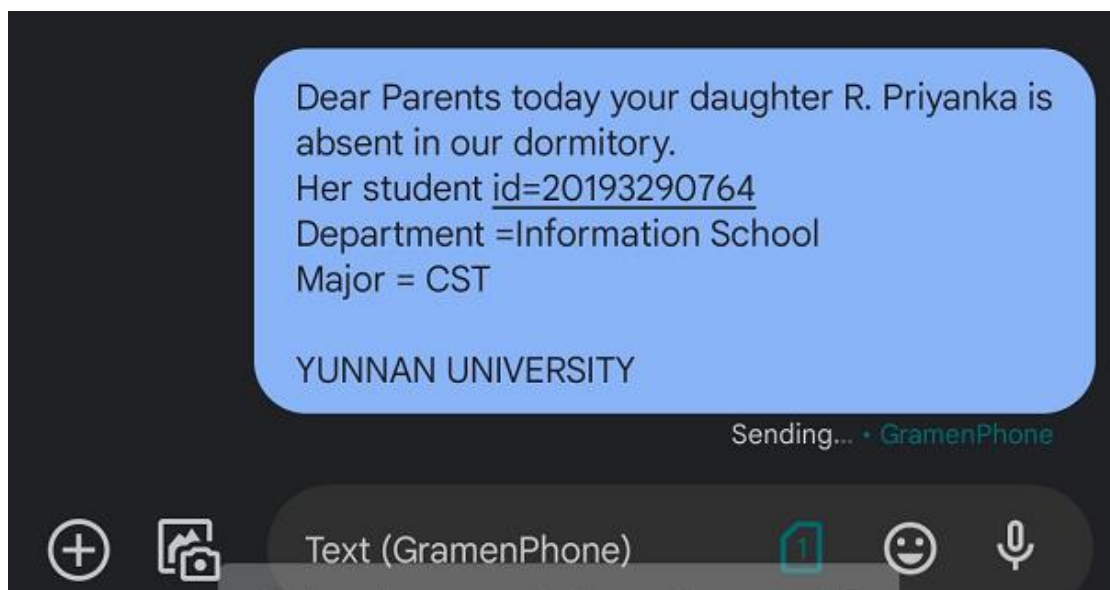 Dear Parents today your daughter R. Priyanka is
absent in our dormitory.
Her student id=20193290764
Department =Information School
Major = CST
YUNNAN UNIVERSITY
Sending... • GramenPhone
Text (GramenPhone)
1